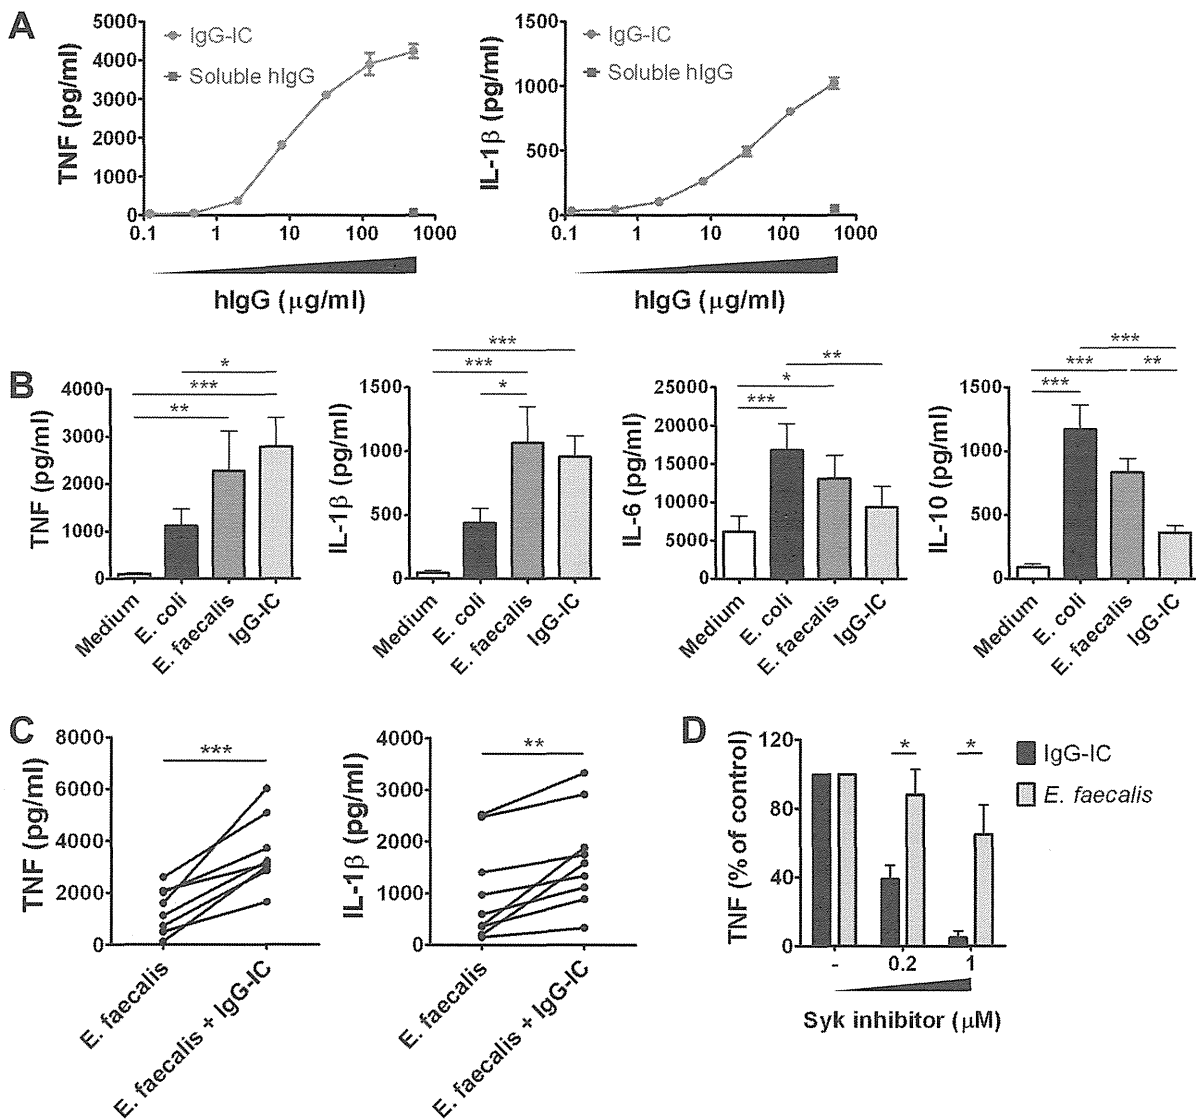 A
TNF (pg/ml)
5000
4000
3000
2000
1000
0
IgG-IC
Soluble hIgG
0.1 1 10 100 1000
hIgG (μg/ml)
IL-1β (pg/ml)
1500
1000
500
0
IgG-IC
Soluble hIgG
0.1 1 10 100 1000
hIgG (μg/ml)
B
TNF (pg/ml)
4000
3000
2000
1000
0
*
***
**
Medium
E. coli
E. faecalis
IgG-IC
IL-1β (pg/ml)
1500
1000
500
0
***
***
*
Medium
E. coli
E. faecalis
IgG-IC
IL-6 (pg/ml)
25000
20000
15000
10000
5000
0
**
*
***
Medium
E. coli
E. faecalis
IgG-IC
IL-10 (pg/ml)
1500
1000
500
0
***
*** **
***
Medium
E. coli
E. faecalis
IgG-IC
C
TNF (pg/ml)
8000
6000
4000
2000
0
***
E. faecalis
E. faecalis + IgG-IC
IL-1β (pg/ml)
4000
3000
2000
1000
0
**
E. faecalis
E. faecalis + IgG-IC
D
TNF (% of control)
120
80
40
0
* *
IgG-IC
E. faecalis
- 0.2 1
Syk inhibitor (μM)